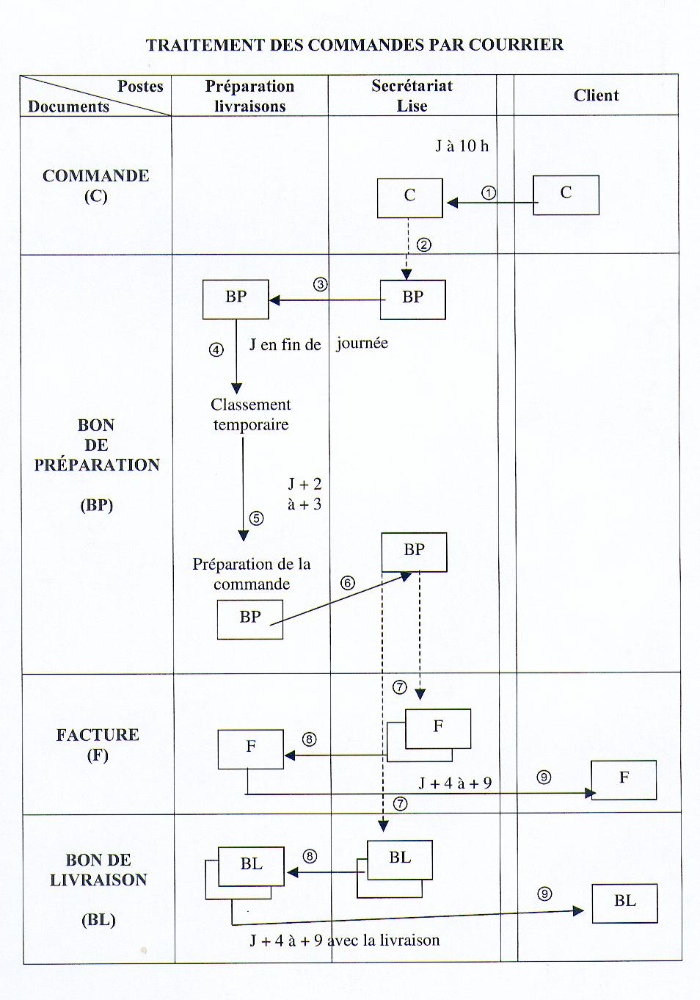 TRAITEMENT DES COMMANDES PAR COURRIER
Postes
Documents
Préparation
livraisons
Secrétariat
Lise
Client
COMMANDE
(C)
J à 10 h
C
①
C
②
BON
DE
PRÉPARATION
(BP)
BP
③
BP
④
J en fin de journée
Classement
temporaire
J + 2
à + 3
⑤
Préparation de la
commande
BP
⑥
BP
FACTURE
(F)
⑦
F
⑧
F
J + 4 à + 9
⑨
F
⑦
BON DE
LIVRAISON
(BL)
BL
⑧
BL
⑨
BL
J + 4 à + 9 avec la livraison